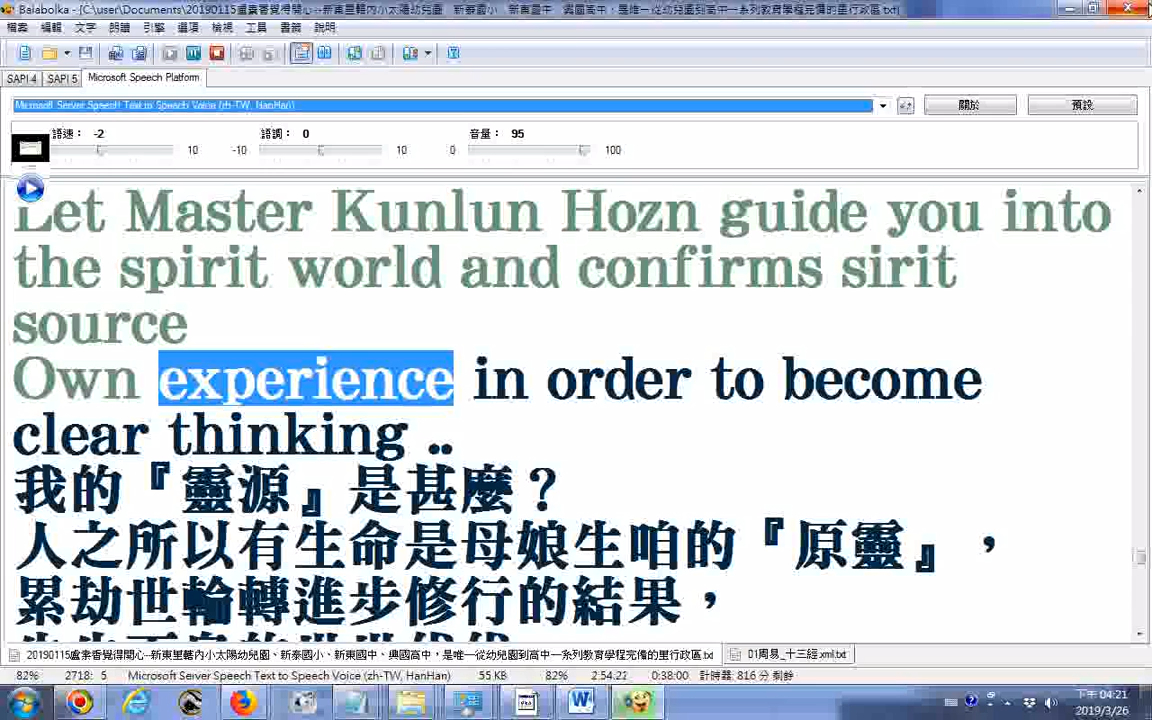 Balabolka - [C:\user\Documents\20190115盧素香覺得開心--新東里轄內小太陽幼兒園、新泰國小、新東國中、興國高中，是唯一從幼兒園到高中一系列教育學程完備的里行政區.txt]
檔案 編輯 文字 朗讀 引擎 選項 檢視 工具 書籤 說明
SAPI 4 SAPI 5 Microsoft Speech Platform
Microsoft Server Speech Text to Speech Voice (zh-TW, HanHan)
關於 預設
語速： -2 語調： 0 音量： 95
10 -10 10 0 100
Let Master Kunlun Hozn guide you into
the spirit world and confirms sirit
source
Own experience in order to become
clear thinking ..
我的『靈源』是甚麼？
人之所以有生命是母娘生咱的『原靈』，
累劫世輪轉進步修行的結果，
20190115盧素香覺得開心--新東里轄內小太陽幼兒園、新泰國小、新東國中、興國高中，是唯一從幼兒園到高中一系列教育學程完備的里行政區.txt 01周易_十三經.xml.txt
82% 2718: 5 Microsoft Server Speech Text to Speech Voice (zh-TW, HanHan) 55 KB 82% 2:54:22 0:38:00 計時器: 816 分 剩餘
下午 04:21
2019/3/26